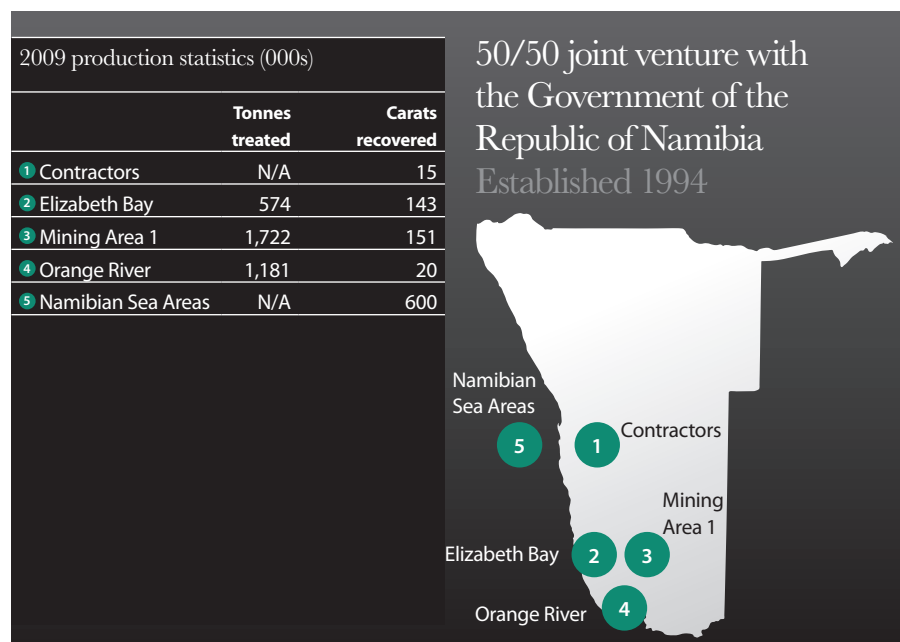 2009 production statistics (000s)
Tonnes treated Carats recovered
1 Contractors N/A 15
2 Elizabeth Bay 574 143
3 Mining Area 1 1,722 151
4 Orange River 1,181 20
5 Namibian Sea Areas N/A 600
50/50 joint venture with
the Government of the
Republic of Namibia
Established 1994
Namibian
Sea Areas
5
1
Contractors
Mining
Area 1
Elizabeth Bay
2
3
Orange River
4